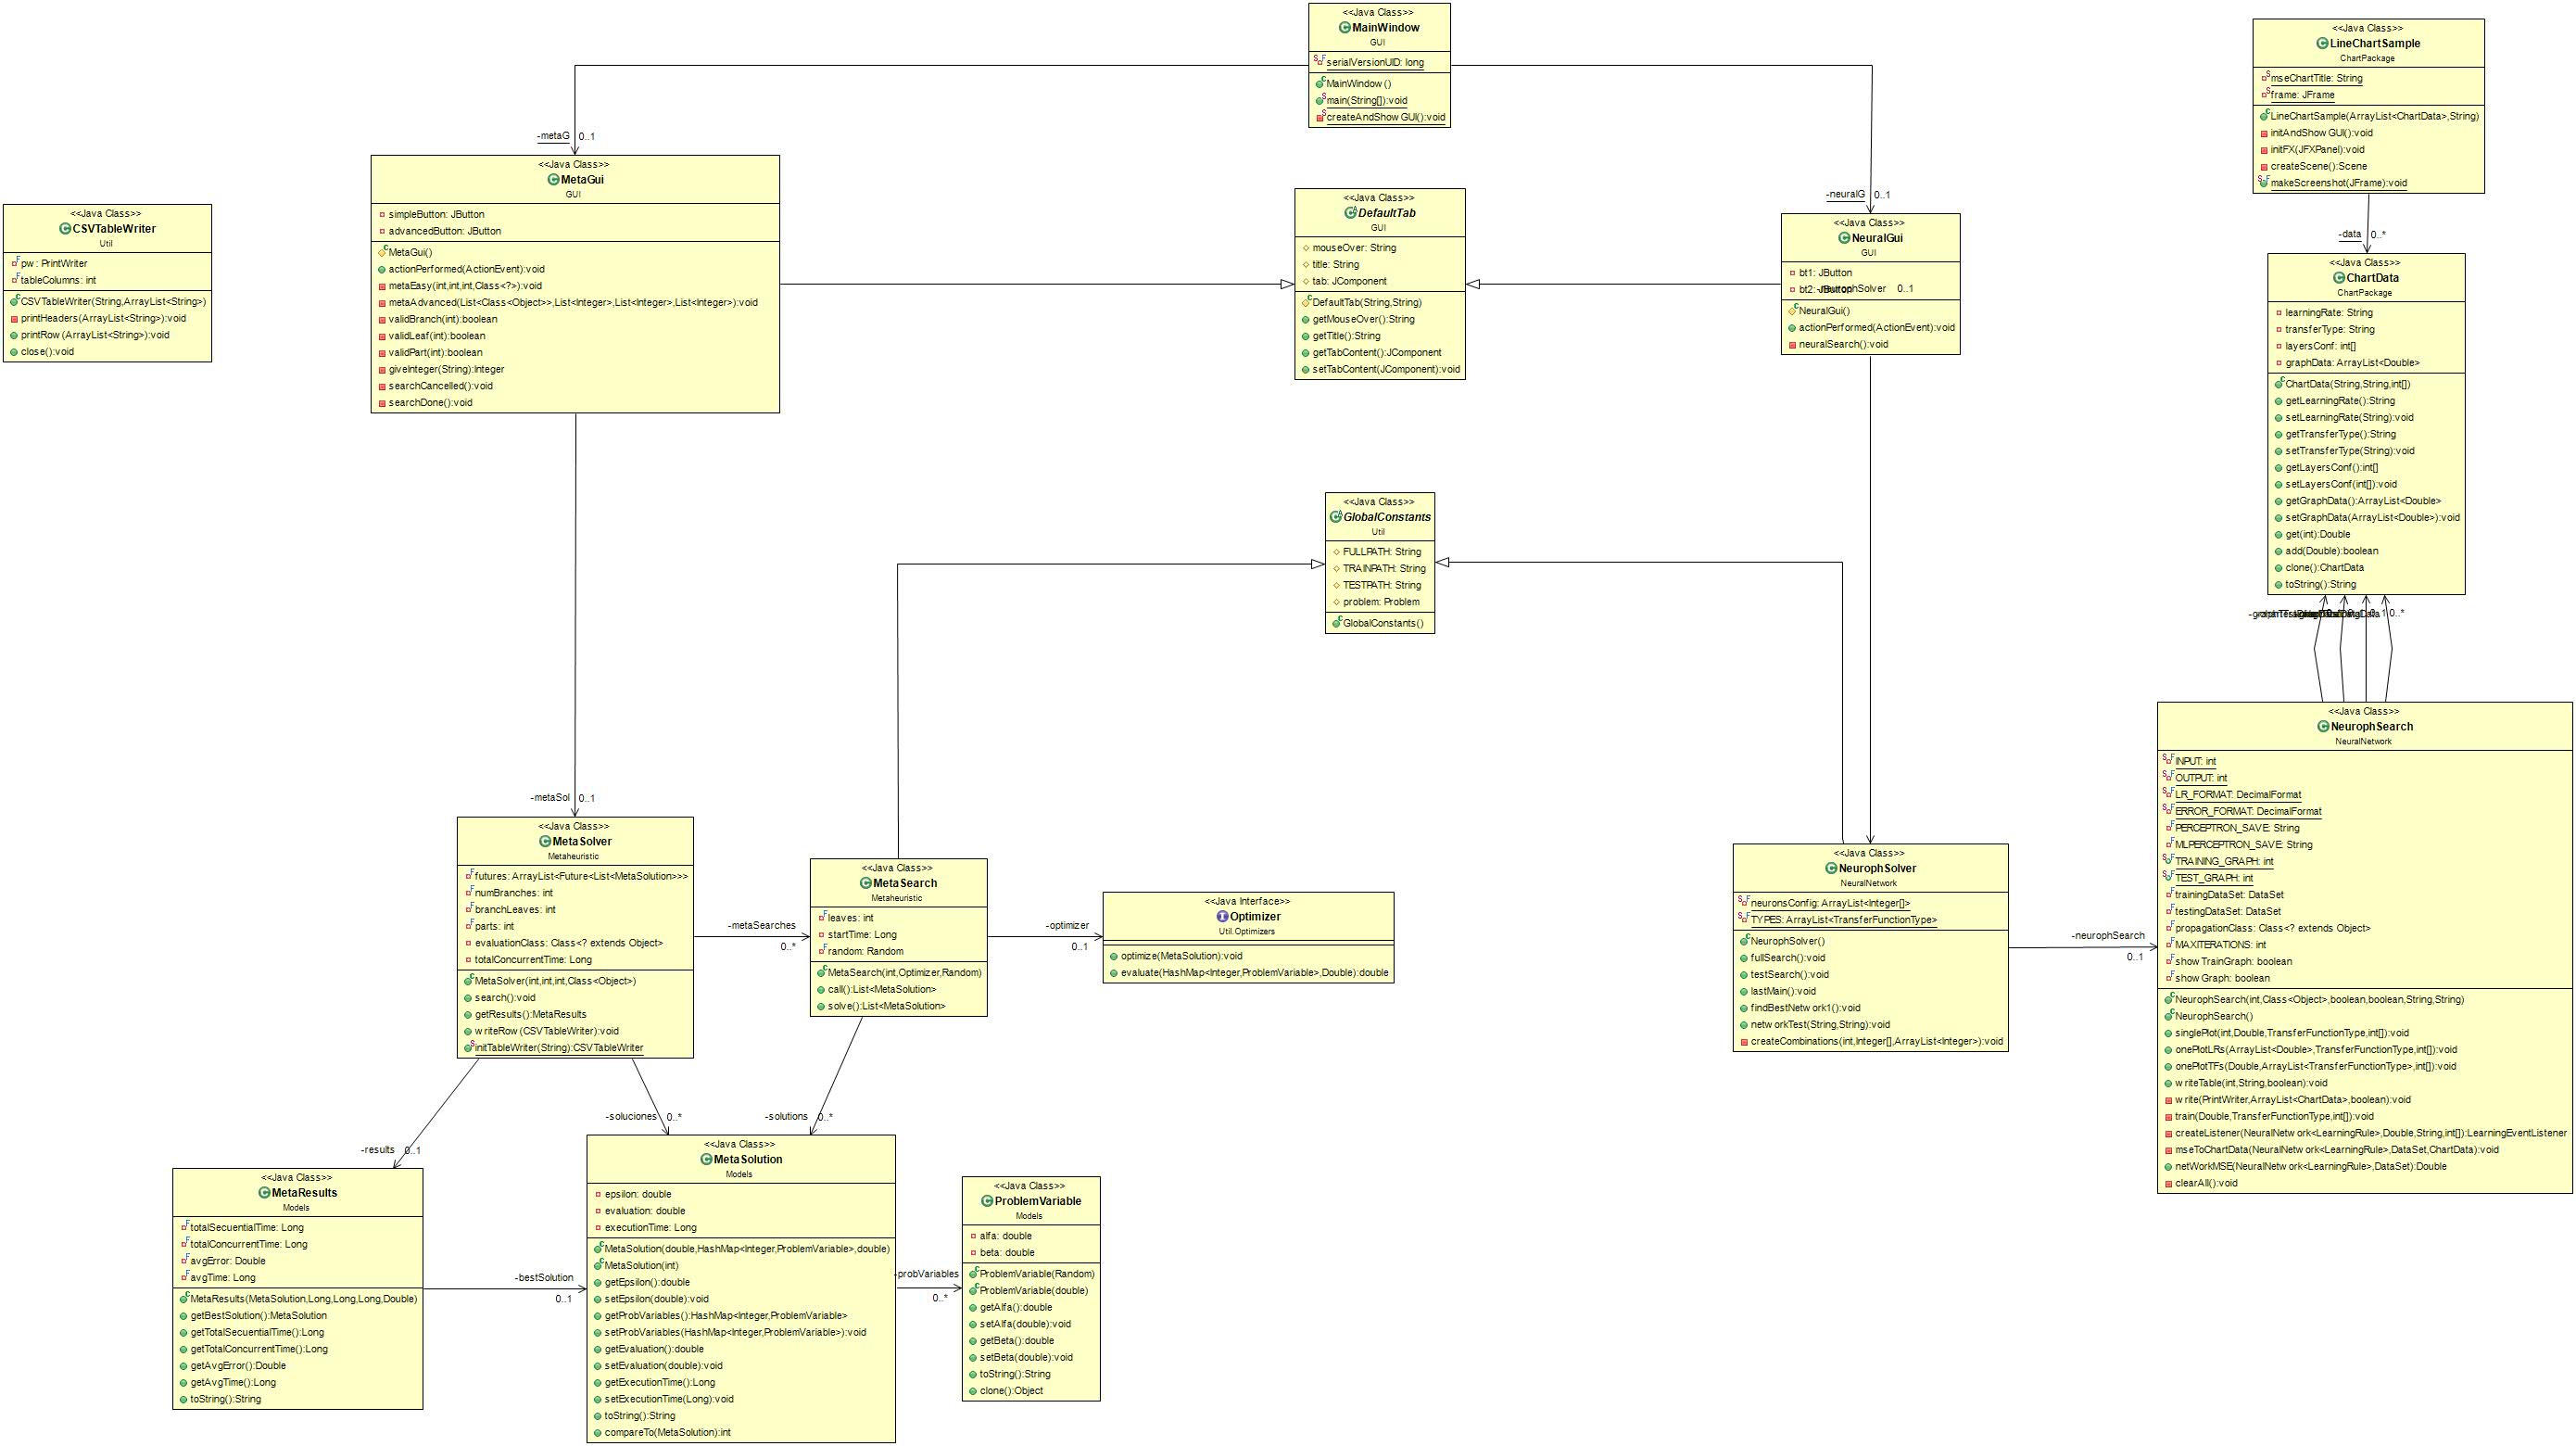 <<Java Class>>
MainWindow
GUI
serialVersionUID: long
MainWindow()
main(String[]):void
createAndShowGUI():void
-metaG
0..1
-neuralG
0..1
<<Java Class>>
LineChartSample
ChartPackage
mseChartTitle: String
frame: JFrame
LineChartSample(ArrayList<ChartData>,String)
initAndShowGUI():void
initFX(JFXPanel):void
createScene():Scene
makeScreenshot(JFrame):void
-data
0..*
<<Java Class>>
CSVTableWriter
Util
pw: PrintWriter
tableColumns: int
CSVTableWriter(String,ArrayList<String>)
printHeaders(ArrayList<String>):void
printRow(ArrayList<String>):void
close():void
<<Java Class>>
MetaGui
GUI
simpleButton: JButton
advancedButton: JButton
MetaGui()
actionPerformed(ActionEvent):void
metaEasy(int,int,int,Class<?>):void
metaAdvanced(List<Class<Object>>,List<Integer>,List<Integer>,List<Integer>):void
validBranch(int):boolean
validLeaf(int):boolean
validPart(int):boolean
giveInteger(String):Integer
searchCancelled():void
searchDone():void
<<Java Class>>
DefaultTab
GUI
mouseOver: String
title: String
tab: JComponent
DefaultTab(String,String)
getMouseOver():String
getTitle():String
getTabContent():JComponent
setTabContent(JComponent):void
<<Java Class>>
NeuralGui
GUI
bt1: JButton
bt2: JButton
-neurophSolver
0..1
NeuralGui()
actionPerformed(ActionEvent):void
neuralSearch():void
<<Java Class>>
ChartData
ChartPackage
learningRate: String
transferType: String
layersConf: int[]
graphData: ArrayList<Double>
ChartData(String,String,int[])
getLearningRate():String
setLearningRate(String):void
getTransferType():String
setTransferType(String):void
getLayersConf():int[]
setLayersConf(int[]):void
getGraphData():ArrayList<Double>
setGraphData(ArrayList<Double>):void
get(int):Double
add(Double):boolean
clone():ChartData
toString():String
0..*
<<Java Class>>
GlobalConstants
Util
FULLPATH: String
TRAINPATH: String
TESTPATH: String
problem: Problem
GlobalConstants()
-metaSol
0..1
<<Java Class>>
MetaSolver
Metaheuristic
futures: ArrayList<Future<List<MetaSolution>>>
numBranches: int
branchLeaves: int
parts: int
evaluationClass: Class<? extends Object>
totalConcurrentTime: Long
MetaSolver(int,int,int,Class<Object>)
search():void
getResults():MetaResults
writeRow(CSVTableWriter):void
initTableWriter(String):CSVTableWriter
-metaSearches
0..*
<<Java Class>>
MetaSearch
Metaheuristic
leaves: int
startTime: Long
random: Random
MetaSearch(int,Optimizer,Random)
call():List<MetaSolution>
solve():List<MetaSolution>
-optimizer
0..1
<<Java Interface>>
Optimizer
Util.Optimizers
optimize(MetaSolution):void
evaluate(HashMap<Integer,ProblemVariable>,Double):double
<<Java Class>>
NeurophSolver
NeuralNetwork
neuronsConfig: ArrayList<Integer[]>
TYPES: ArrayList<TransferFunctionType>
NeurophSolver()
fullSearch():void
testSearch():void
lastMain():void
findBestNetwork1():void
networkTest(String,String):void
createCombinations(int,Integer[],ArrayList<Integer>):void
-neurophSearch
0..1
<<Java Class>>
NeurophSearch
NeuralNetwork
INPUT: int
OUTPUT: int
LR_FORMAT: DecimalFormat
ERROR_FORMAT: DecimalFormat
PERCEPTRON_SAVE: String
MLPERCEPTRON_SAVE: String
TRAINING_GRAPH: int
TEST_GRAPH: int
trainingDataSet: DataSet
testingDataSet: DataSet
propagationClass: Class<? extends Object>
MAXITERATIONS: int
showTrainGraph: boolean
showGraph: boolean
NeurophSearch(int,Class<Object>,boolean,boolean,String,String)
NeurophSearch()
singlePlot(int,Double,TransferFunctionType,int[]):void
onePlotLRs(ArrayList<Double>,TransferFunctionType,int[]):void
onePlotTFs(Double,ArrayList<TransferFunctionType>,int[]):void
writeTable(int,String,boolean):void
write(PrintWriter,ArrayList<ChartData>,boolean):void
train(Double,TransferFunctionType,int[]):void
createListener(NeuralNetwork<LearningRule>,Double,String,int[]):LearningEventListener
mseToChartData(NeuralNetwork<LearningRule>,DataSet,ChartData):void
netWorkMSE(NeuralNetwork<LearningRule>,DataSet):Double
clearAll():void
-soluciones
0..*
-solutions
0..*
-results
0..1
<<Java Class>>
MetaResults
Models
totalSecuentialTime: Long
totalConcurrentTime: Long
avgError: Double
avgTime: Long
MetaResults(MetaSolution,Long,Long,Long,Double)
getBestSolution():MetaSolution
getTotalSecuentialTime():Long
getTotalConcurrentTime():Long
getAvgError():Double
getAvgTime():Long
toString():String
-bestSolution
0..1
<<Java Class>>
MetaSolution
Models
epsilon: double
evaluation: double
executionTime: Long
MetaSolution(double,HashMap<Integer,ProblemVariable>,double)
MetaSolution(int)
getEpsilon():double
setEpsilon(double):void
getProbVariables():HashMap<Integer,ProblemVariable>
setProbVariables(HashMap<Integer,ProblemVariable>):void
getEvaluation():double
setEvaluation(double):void
getExecutionTime():Long
setExecutionTime(Long):void
toString():String
compareTo(MetaSolution):int
-probVariables
0..*
<<Java Class>>
ProblemVariable
Models
alfa: double
beta: double
ProblemVariable(Random)
ProblemVariable(double)
getAlfa():double
setAlfa(double):void
getBeta():double
setBeta(double):void
toString():String
clone():Object